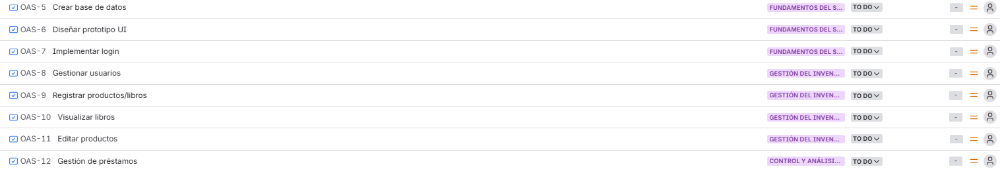 OAS-5 Crear base de datos FUNDAMENTOS DEL S... TO DO -
OAS-6 Diseñar prototipo UI FUNDAMENTOS DEL S... TO DO -
OAS-7 Implementar login FUNDAMENTOS DEL S... TO DO -
OAS-8 Gestionar usuarios GESTIÓN DEL INVEN... TO DO -
OAS-9 Registrar productos/libros GESTIÓN DEL INVEN... TO DO -
OAS-10 Visualizar libros GESTIÓN DEL INVEN... TO DO -
OAS-11 Editar productos GESTIÓN DEL INVEN... TO DO -
OAS-12 Gestión de préstamos CONTROL Y ANÁLISI... TO DO -